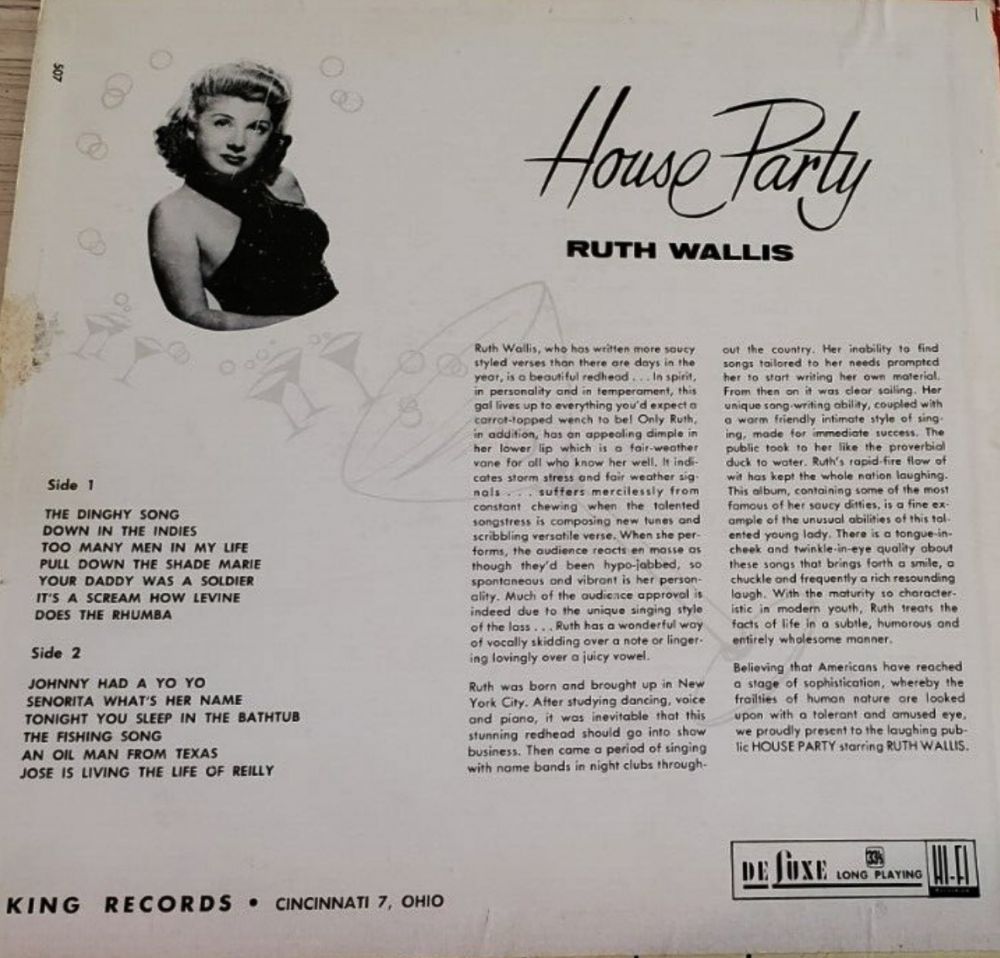 507
House Party
RUTH WALLIS
Ruth Wallis, who has written more saucy
styled verses than there are days in the
year, is a beautiful redhead . . . In spirit,
in personality and in temperament, this
gal lives up to everything you'd expect a
carrot-topped wench to be! Only Ruth,
in addition, has an appealing dimple in
her lower lip which is a fair-weather
vane for all who know her well. It indi-
cates storm stress and fair weather sig-
nals . . . suffers mercilessly from
constant chewing when the talented
songstress is composing new tunes and
scribbling versatile verse. When she per-
forms, the audience reacts en masse as
though they'd been hypo-jabbed, so
spontaneous and vibrant is her person-
ality. Much of the audience approval is
indeed due to the unique singing style
of the lass . . . Ruth has a wonderful way
of vocally skidding over a note or linger-
ing lovingly over a juicy vowel.
Ruth was born and brought up in New
York City. After studying dancing, voice
and piano, it was inevitable that this
stunning redhead should go into show
business. Then came a period of singing
with name bands in night clubs through-
out the country. Her inability to find
songs tailored to her needs prompted
her to start writing her own material.
From then on it was clear sailing. Her
unique song-writing ability, coupled with
a warm friendly intimate style of sing-
ing, made for immediate success. The
public took to her like the proverbial
duck to water. Ruth's rapid-fire flow of
wit has kept the whole nation laughing.
This album, containing some of the most
famous of her saucy ditties, is a fine ex-
ample of the unusual abilities of this tal-
ented young lady. There is a tongue-in-
cheek and twinkle-in-eye quality about
these songs that brings forth a smile, a
chuckle and frequently a rich resounding
laugh. With the maturity so character-
istic in modern youth, Ruth treats the
facts of life in a subtle, humorous and
entirely wholesome manner.
Believing that Americans have reached
a stage of sophistication, whereby the
frailties of human nature are looked
upon with a tolerant and amused eye,
we proudly present to the laughing pub-
lic HOUSE PARTY starring RUTH WALLIS.
Side 1
THE DINGHY SONG
DOWN IN THE INDIES
TOO MANY MEN IN MY LIFE
PULL DOWN THE SHADE MARIE
YOUR DADDY WAS A SOLDIER
IT'S A SCREAM HOW LEVINE
DOES THE RHUMBA
Side 2
JOHNNY HAD A YO YO
SENORITA WHAT'S HER NAME
TONIGHT YOU SLEEP IN THE BATHTUB
THE FISHING SONG
AN OIL MAN FROM TEXAS
JOSE IS LIVING THE LIFE OF REILLY
KING RECORDS • CINCINNATI 7, OHIO
DE LUXE 33⅓ LONG PLAYING HI-FI